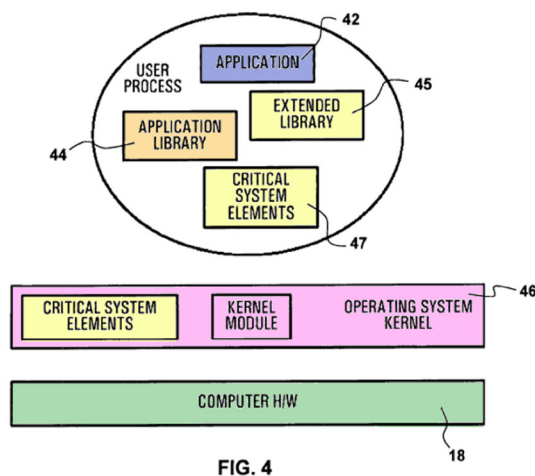 42
APPLICATION
USER
PROCESS
45
EXTENDED
LIBRARY
APPLICATION
LIBRARY
44
CRITICAL
SYSTEM
ELEMENTS
47
CRITICAL SYSTEM
ELEMENTS
KERNEL
MODULE
OPERATING SYSTEM
KERNEL
46
COMPUTER H/W
18
FIG. 4